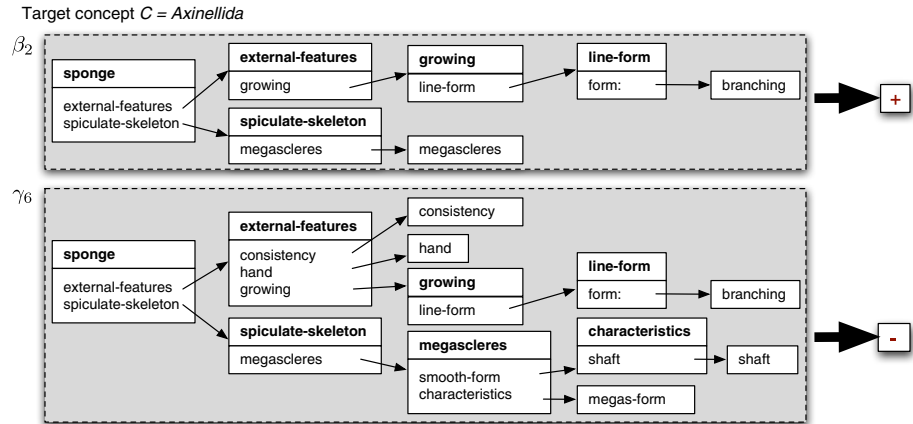 Target concept C = Axinellida
β2
sponge
external-features
spiculate-skeleton
external-features
growing
growing
line-form
line-form
form:
branching
spiculate-skeleton
megascleres
megascleres
+
γ6
sponge
external-features
spiculate-skeleton
external-features
consistency
hand
growing
consistency
hand
growing
line-form
line-form
form:
branching
spiculate-skeleton
megascleres
megascleres
smooth-form
characteristics
characteristics
shaft
shaft
megas-form
-